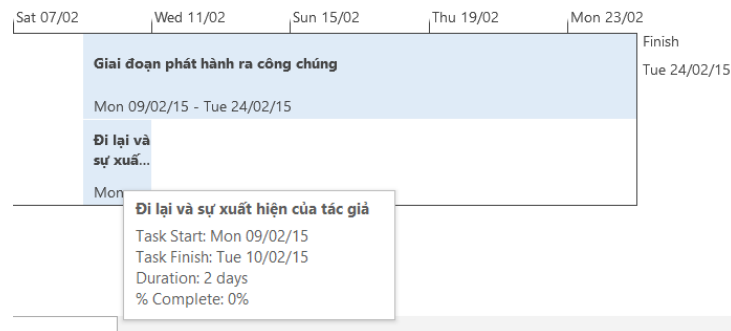 Sat 07/02 Wed 11/02 Sun 15/02 Thu 19/02 Mon 23/02
Finish
Tue 24/02/15
Giai đoạn phát hành ra công chúng
Mon 09/02/15 - Tue 24/02/15
Đi lại và
sự xuấ...
Mon
Đi lại và sự xuất hiện của tác giả
Task Start: Mon 09/02/15
Task Finish: Tue 10/02/15
Duration: 2 days
% Complete: 0%